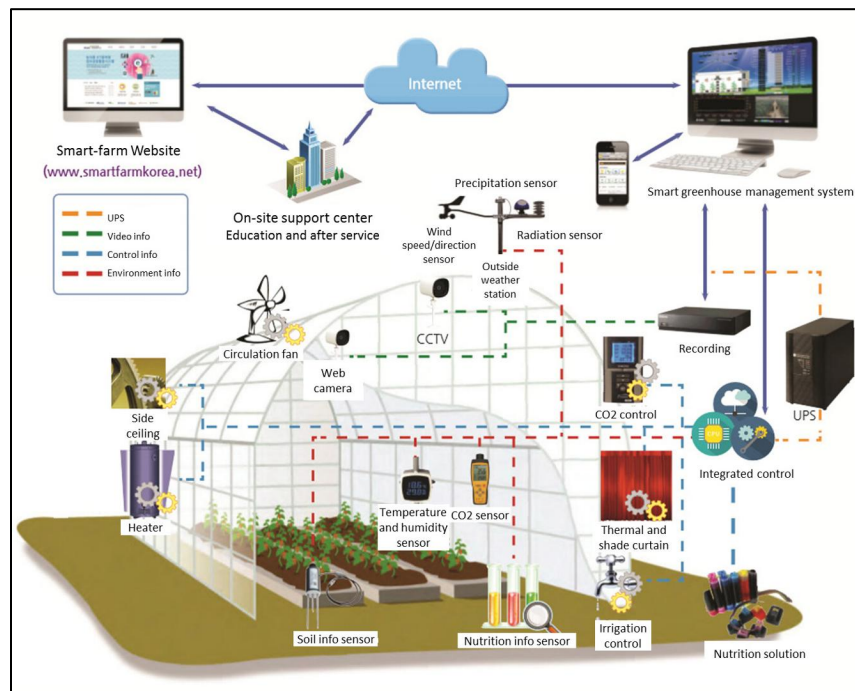 Internet
Smart-farm Website
(www.smartfarmkorea.net)
On-site support center
Education and after service
Smart greenhouse management system
UPS
Video info
Control info
Environment info
Precipitation sensor
Wind
speed/direction
sensor
Radiation sensor
Outside
weather
station
Circulation fan
CCTV
Web
camera
Recording
UPS
Side
ceiling
CO2 control
Integrated control
Heater
Temperature
and humidity
sensor
CO2 sensor
Thermal and
shade curtain
Soil info sensor
Nutrition info sensor
Irrigation
control
Nutrition solution